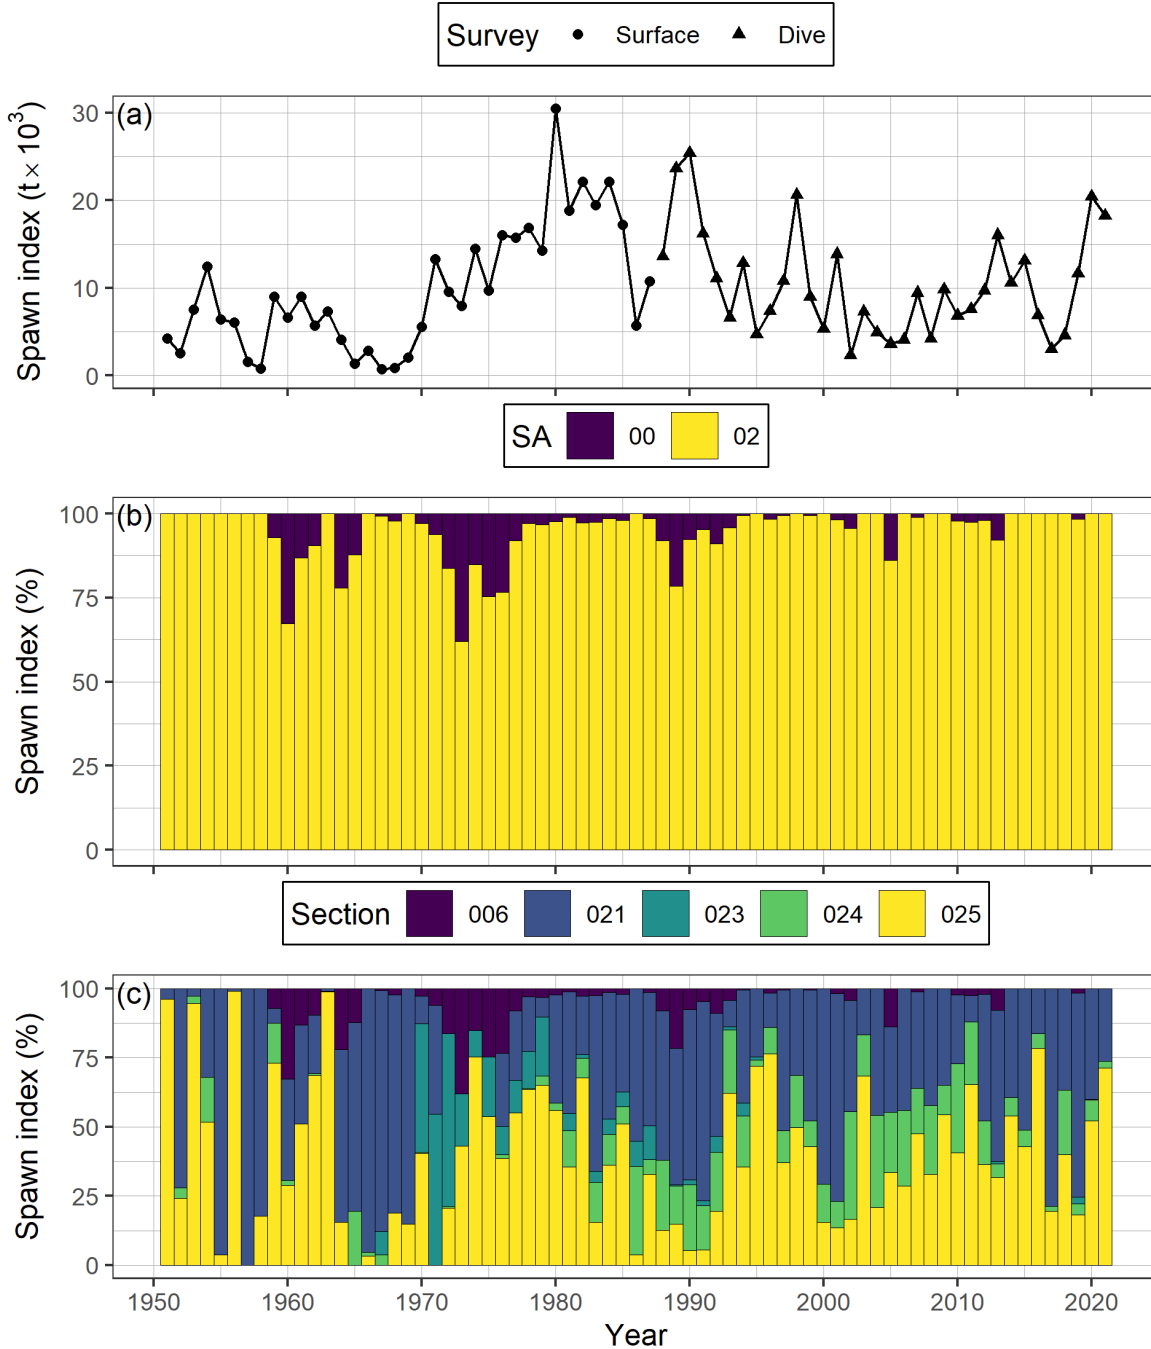 Survey Surface Dive
(a)
Spawn index (t × 10³)
30
20
10
0
SA 00 02
(b)
Spawn index (%)
100
75
50
25
0
Section 006 021 023 024 025
(c)
Spawn index (%)
100
75
50
25
0
1950 1960 1970 1980 1990 2000 2010 2020
Year